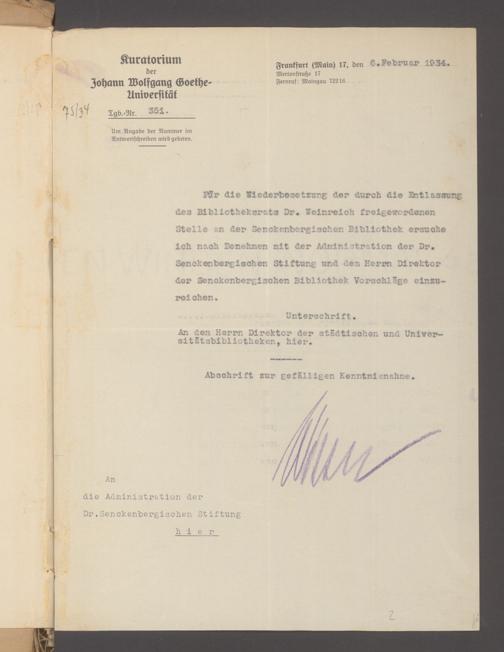 Kuratorium
der
Johann Wolfgang Goethe-
Universität
Tgb.-Nr. 351.
Um Angabe der Nummer im
Antwortschreiben wird gebeten.
75/34
Frankfurt (Main) 17, den 6.Februar 1934.
Mertonstraße 17
Fernruf: Maingau 72216
Für die Wiederbesetzung der durch die Entlassung
des Bibliotheksrats Dr. Weinreich freigewordenen
Stelle an der Senckenbergischen Bibliothek ersuche
ich nach Benehmen mit der Administration der Dr.
Senckenbergischen Stiftung und dem Herrn Direktor
der Senckenbergischen Bibliothek Vorschläge einzu-
reichen.
Unterschrift.
An den Herrn Direktor der städtischen und Univer-
sitätsbibliotheken, hier.
Abschrift zur gefälligen Kenntnisnahme.
An
die Administration der
Dr.Senckenbergischen Stiftung
hier
2